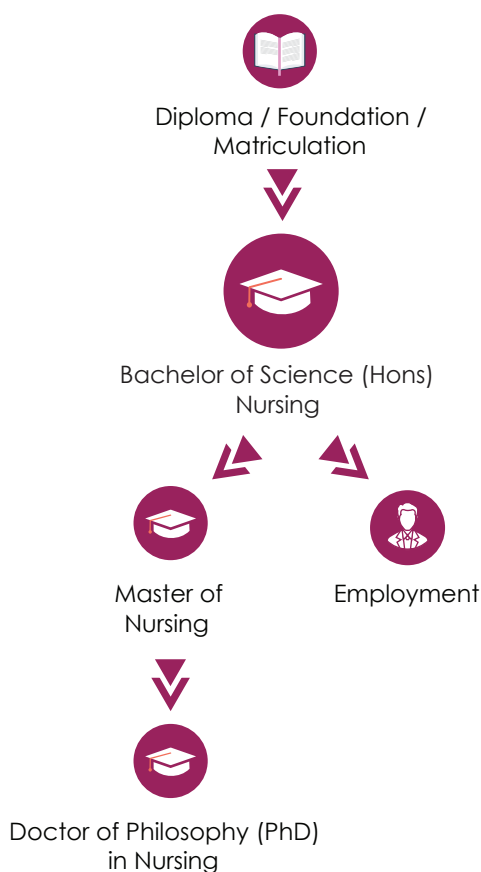 Diploma / Foundation /
Matriculation
Bachelor of Science (Hons)
Nursing
Master of
Nursing
Employment
Doctor of Philosophy (PhD)
in Nursing